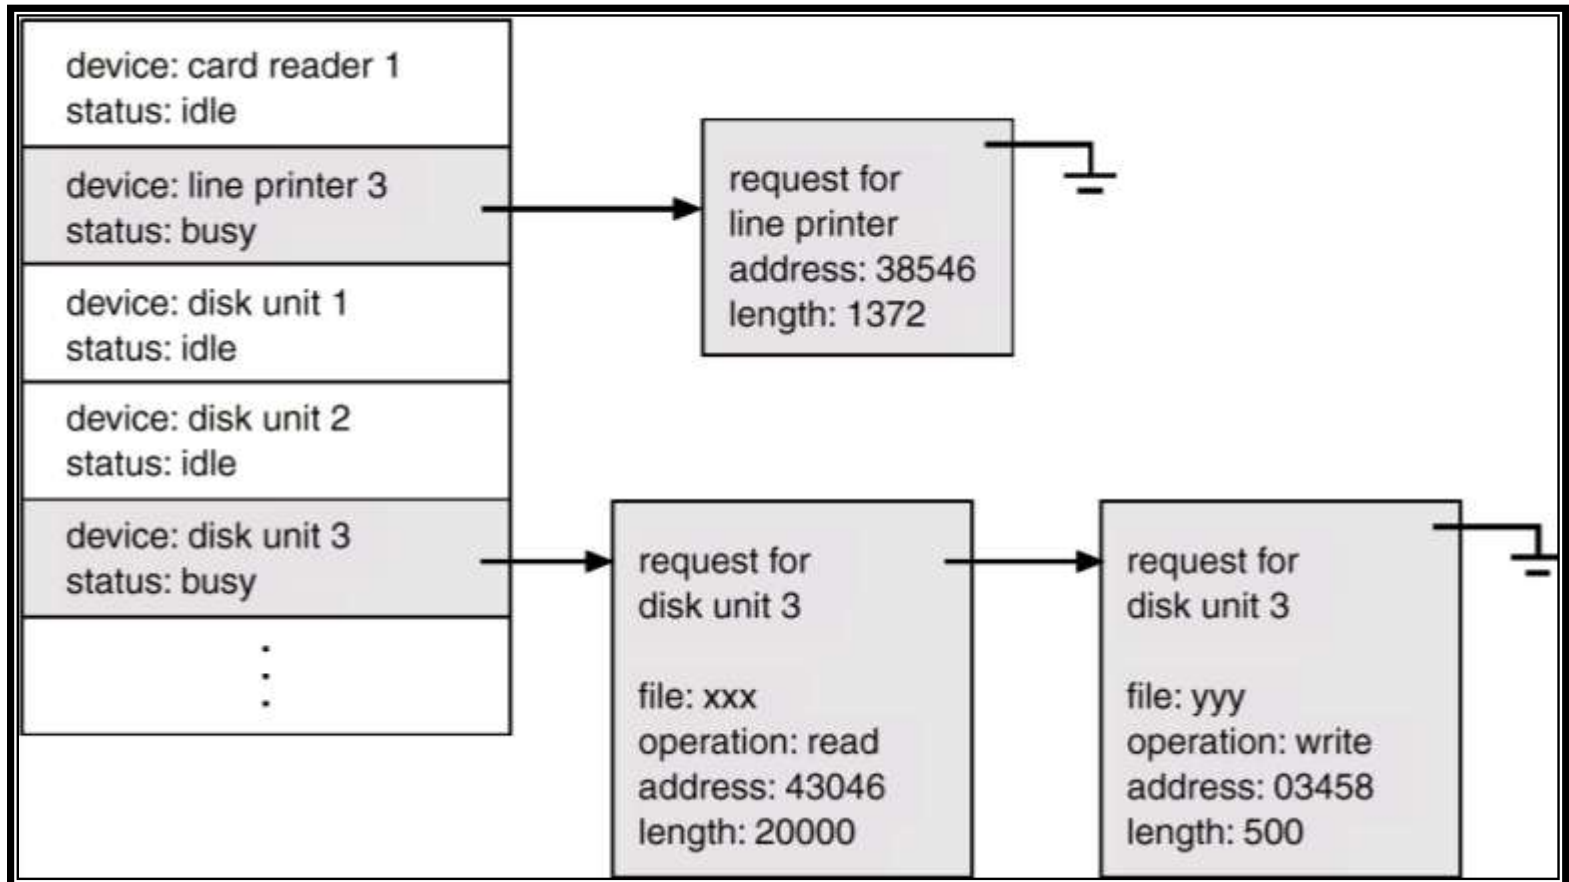 device: card reader 1
status: idle
device: line printer 3
status: busy
device: disk unit 1
status: idle
device: disk unit 2
status: idle
device: disk unit 3
status: busy
request for
line printer
address: 38546
length: 1372
request for
disk unit 3
file: xxx
operation: read
address: 43046
length: 20000
request for
disk unit 3
file: yyy
operation: write
address: 03458
length: 500